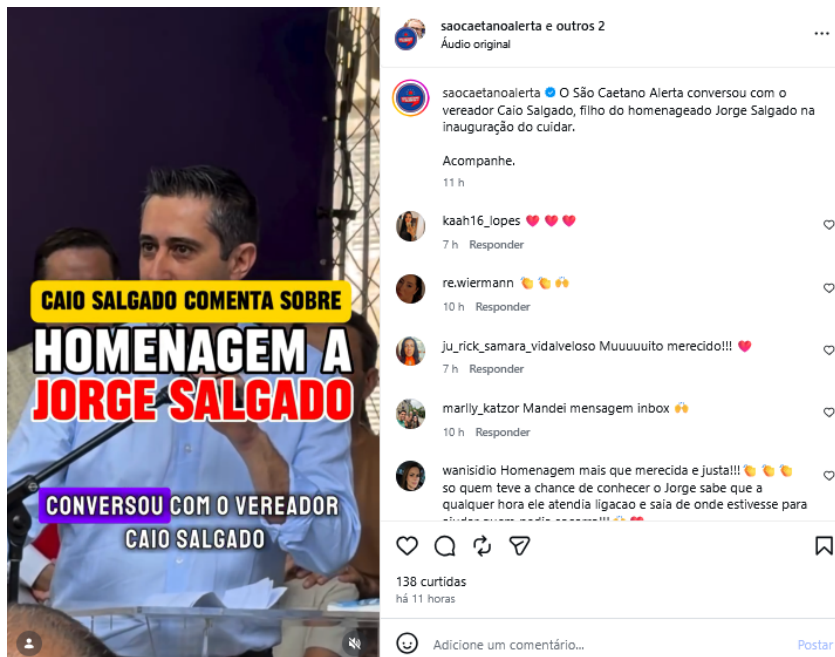 CAIO SALGADO COMENTA SOBRE
HOMENAGEM A
JORGE SALGADO
CONVERSOU COM O VEREADOR
CAIO SALGADO
saocaetanoalerta e outros 2
Áudio original
saocaetanoalerta O São Caetano Alerta conversou com o
vereador Caio Salgado, filho do homenageado Jorge Salgado na
inauguração do cuidar.
Acompanhe.
11 h
kaah16_lopes
7 h Responder
re.wiermann
10 h Responder
ju_rick_samara_vidalveloso Muuuuuito merecido!!!
7 h Responder
marlly_katzor Mandei mensagem inbox
10 h Responder
wanisidio Homenagem mais que merecida e justa!!!
so quem teve a chance de conhecer o Jorge sabe que a
qualquer hora ele atendia ligacao e saia de onde estivesse para
138 curtidas
há 11 horas
Adicione um comentário...
Postar